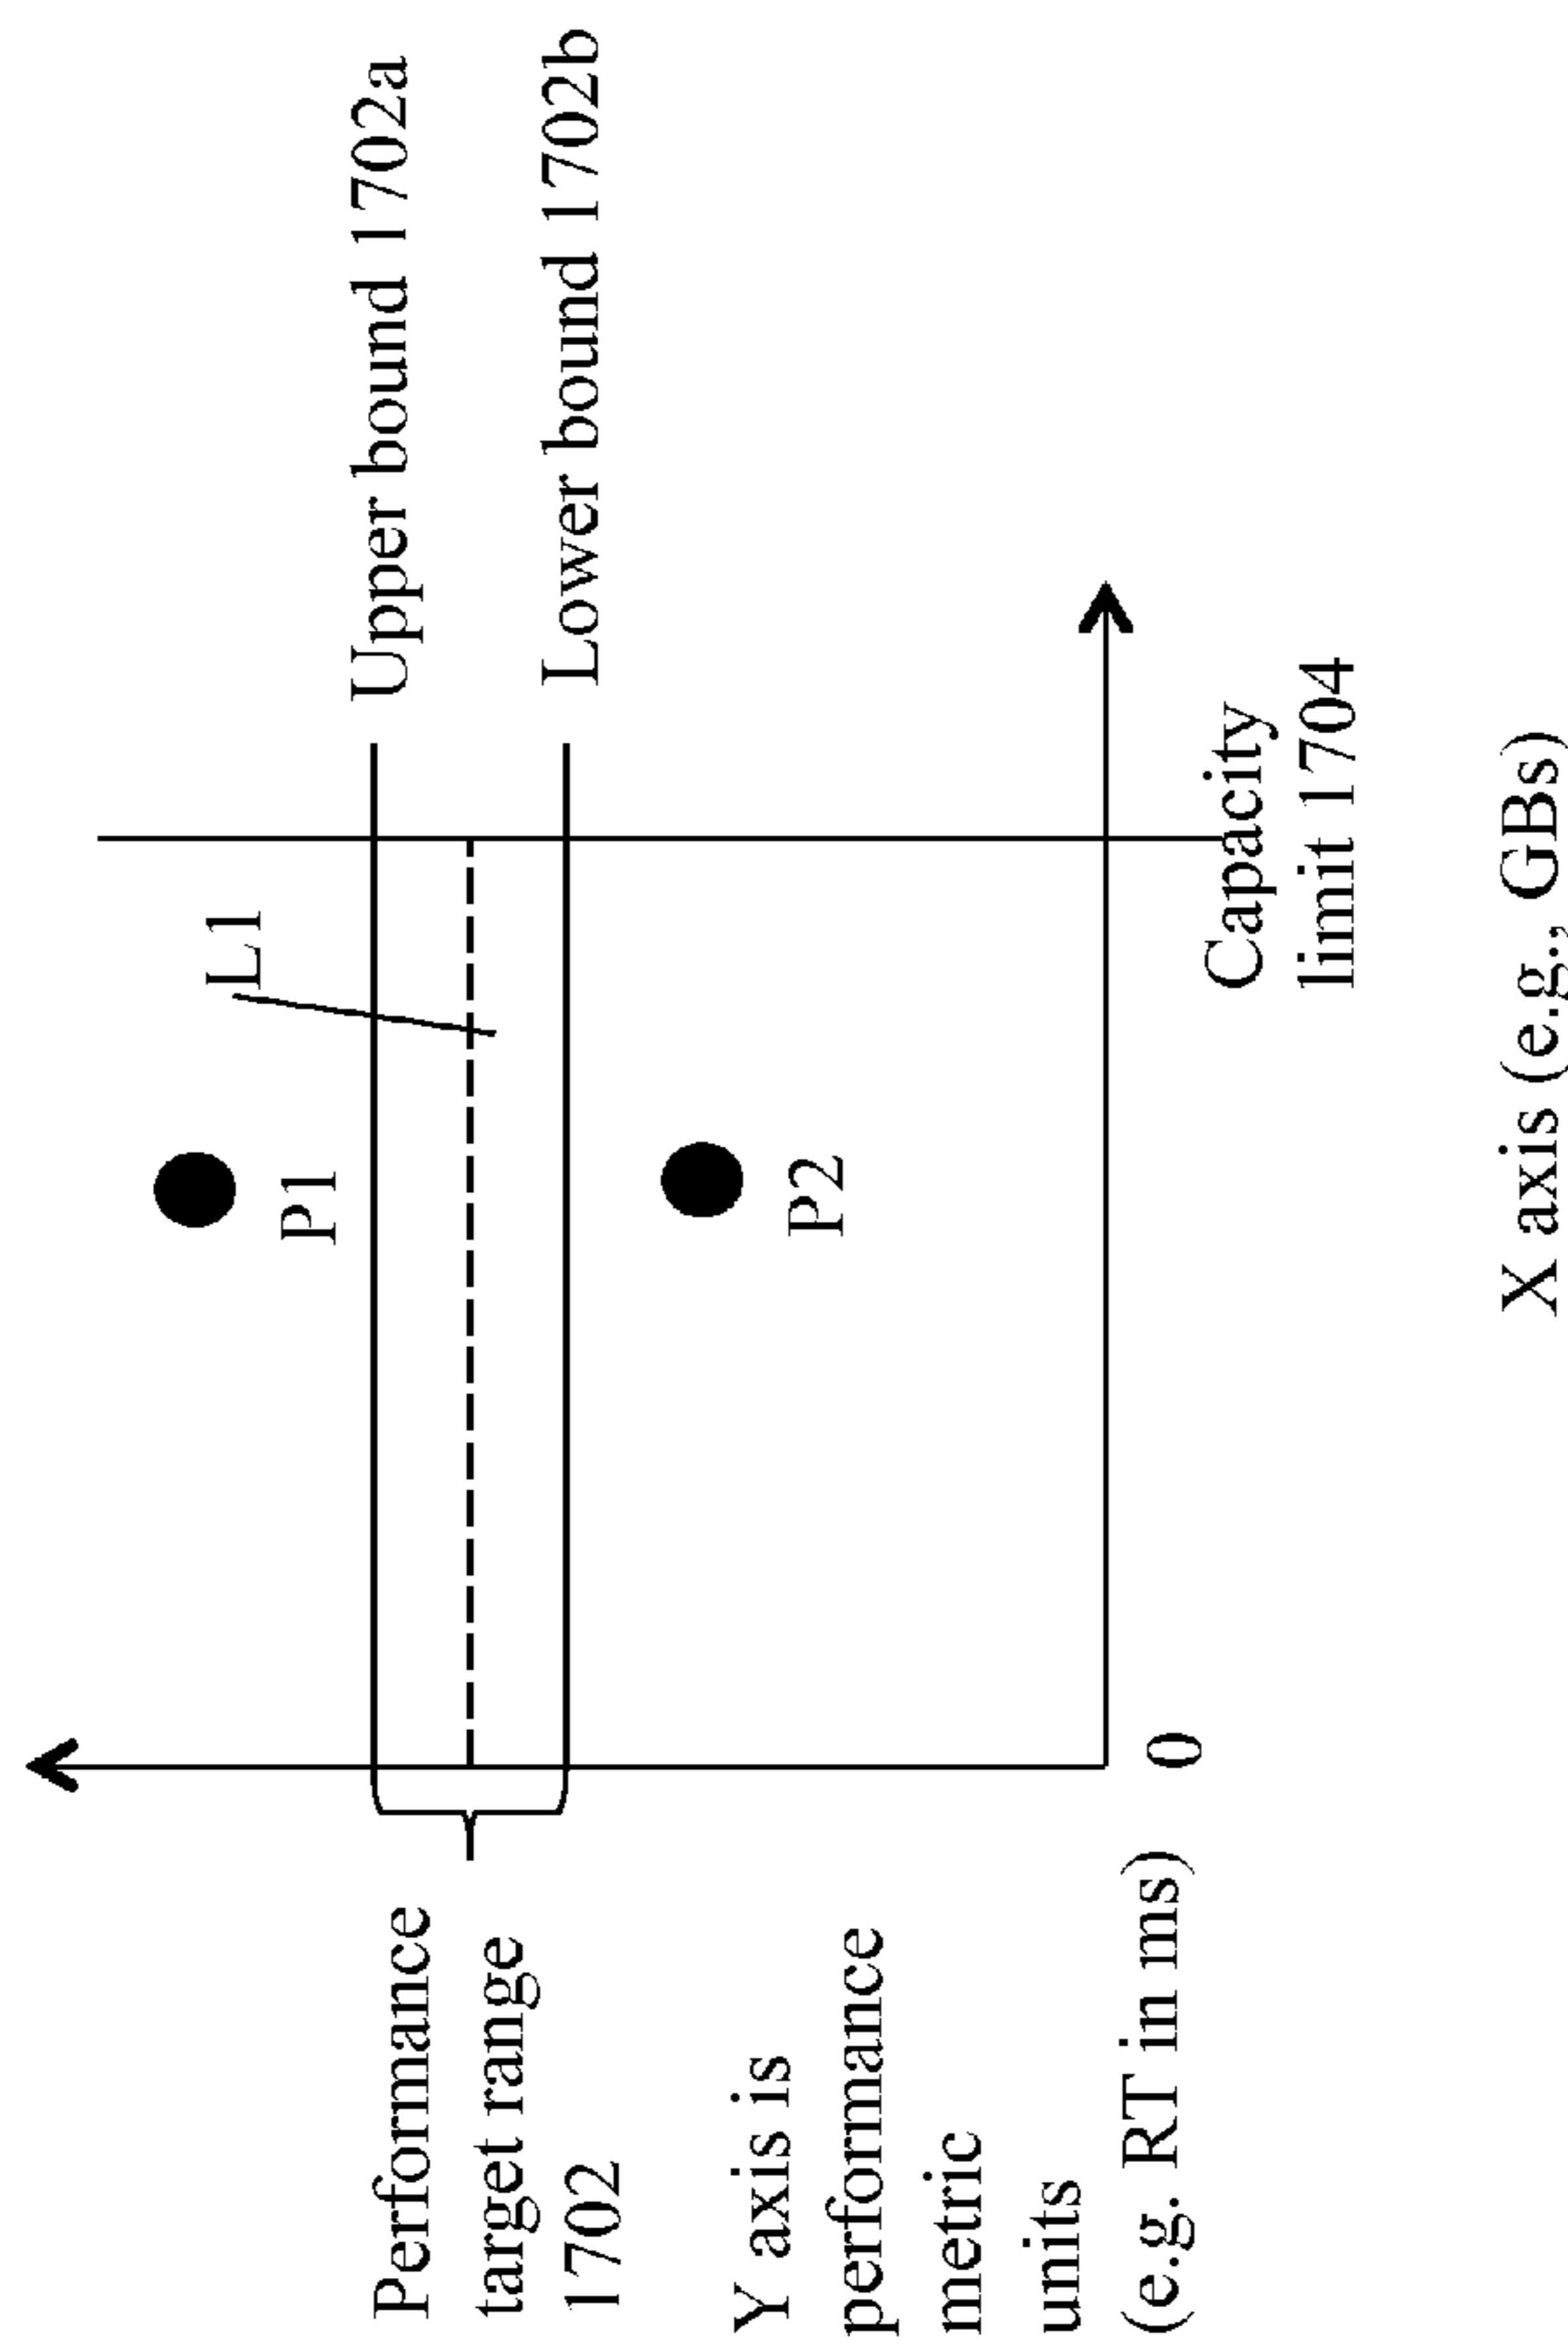 Upper bound 1702a
Lower bound 1702b
L1
P1
P2
Performance
target range
1702
Y axis is
performance
metric
units
(e.g. RT in ms)
0
Capacity
limit 1704
X axis (e.g., GBs)